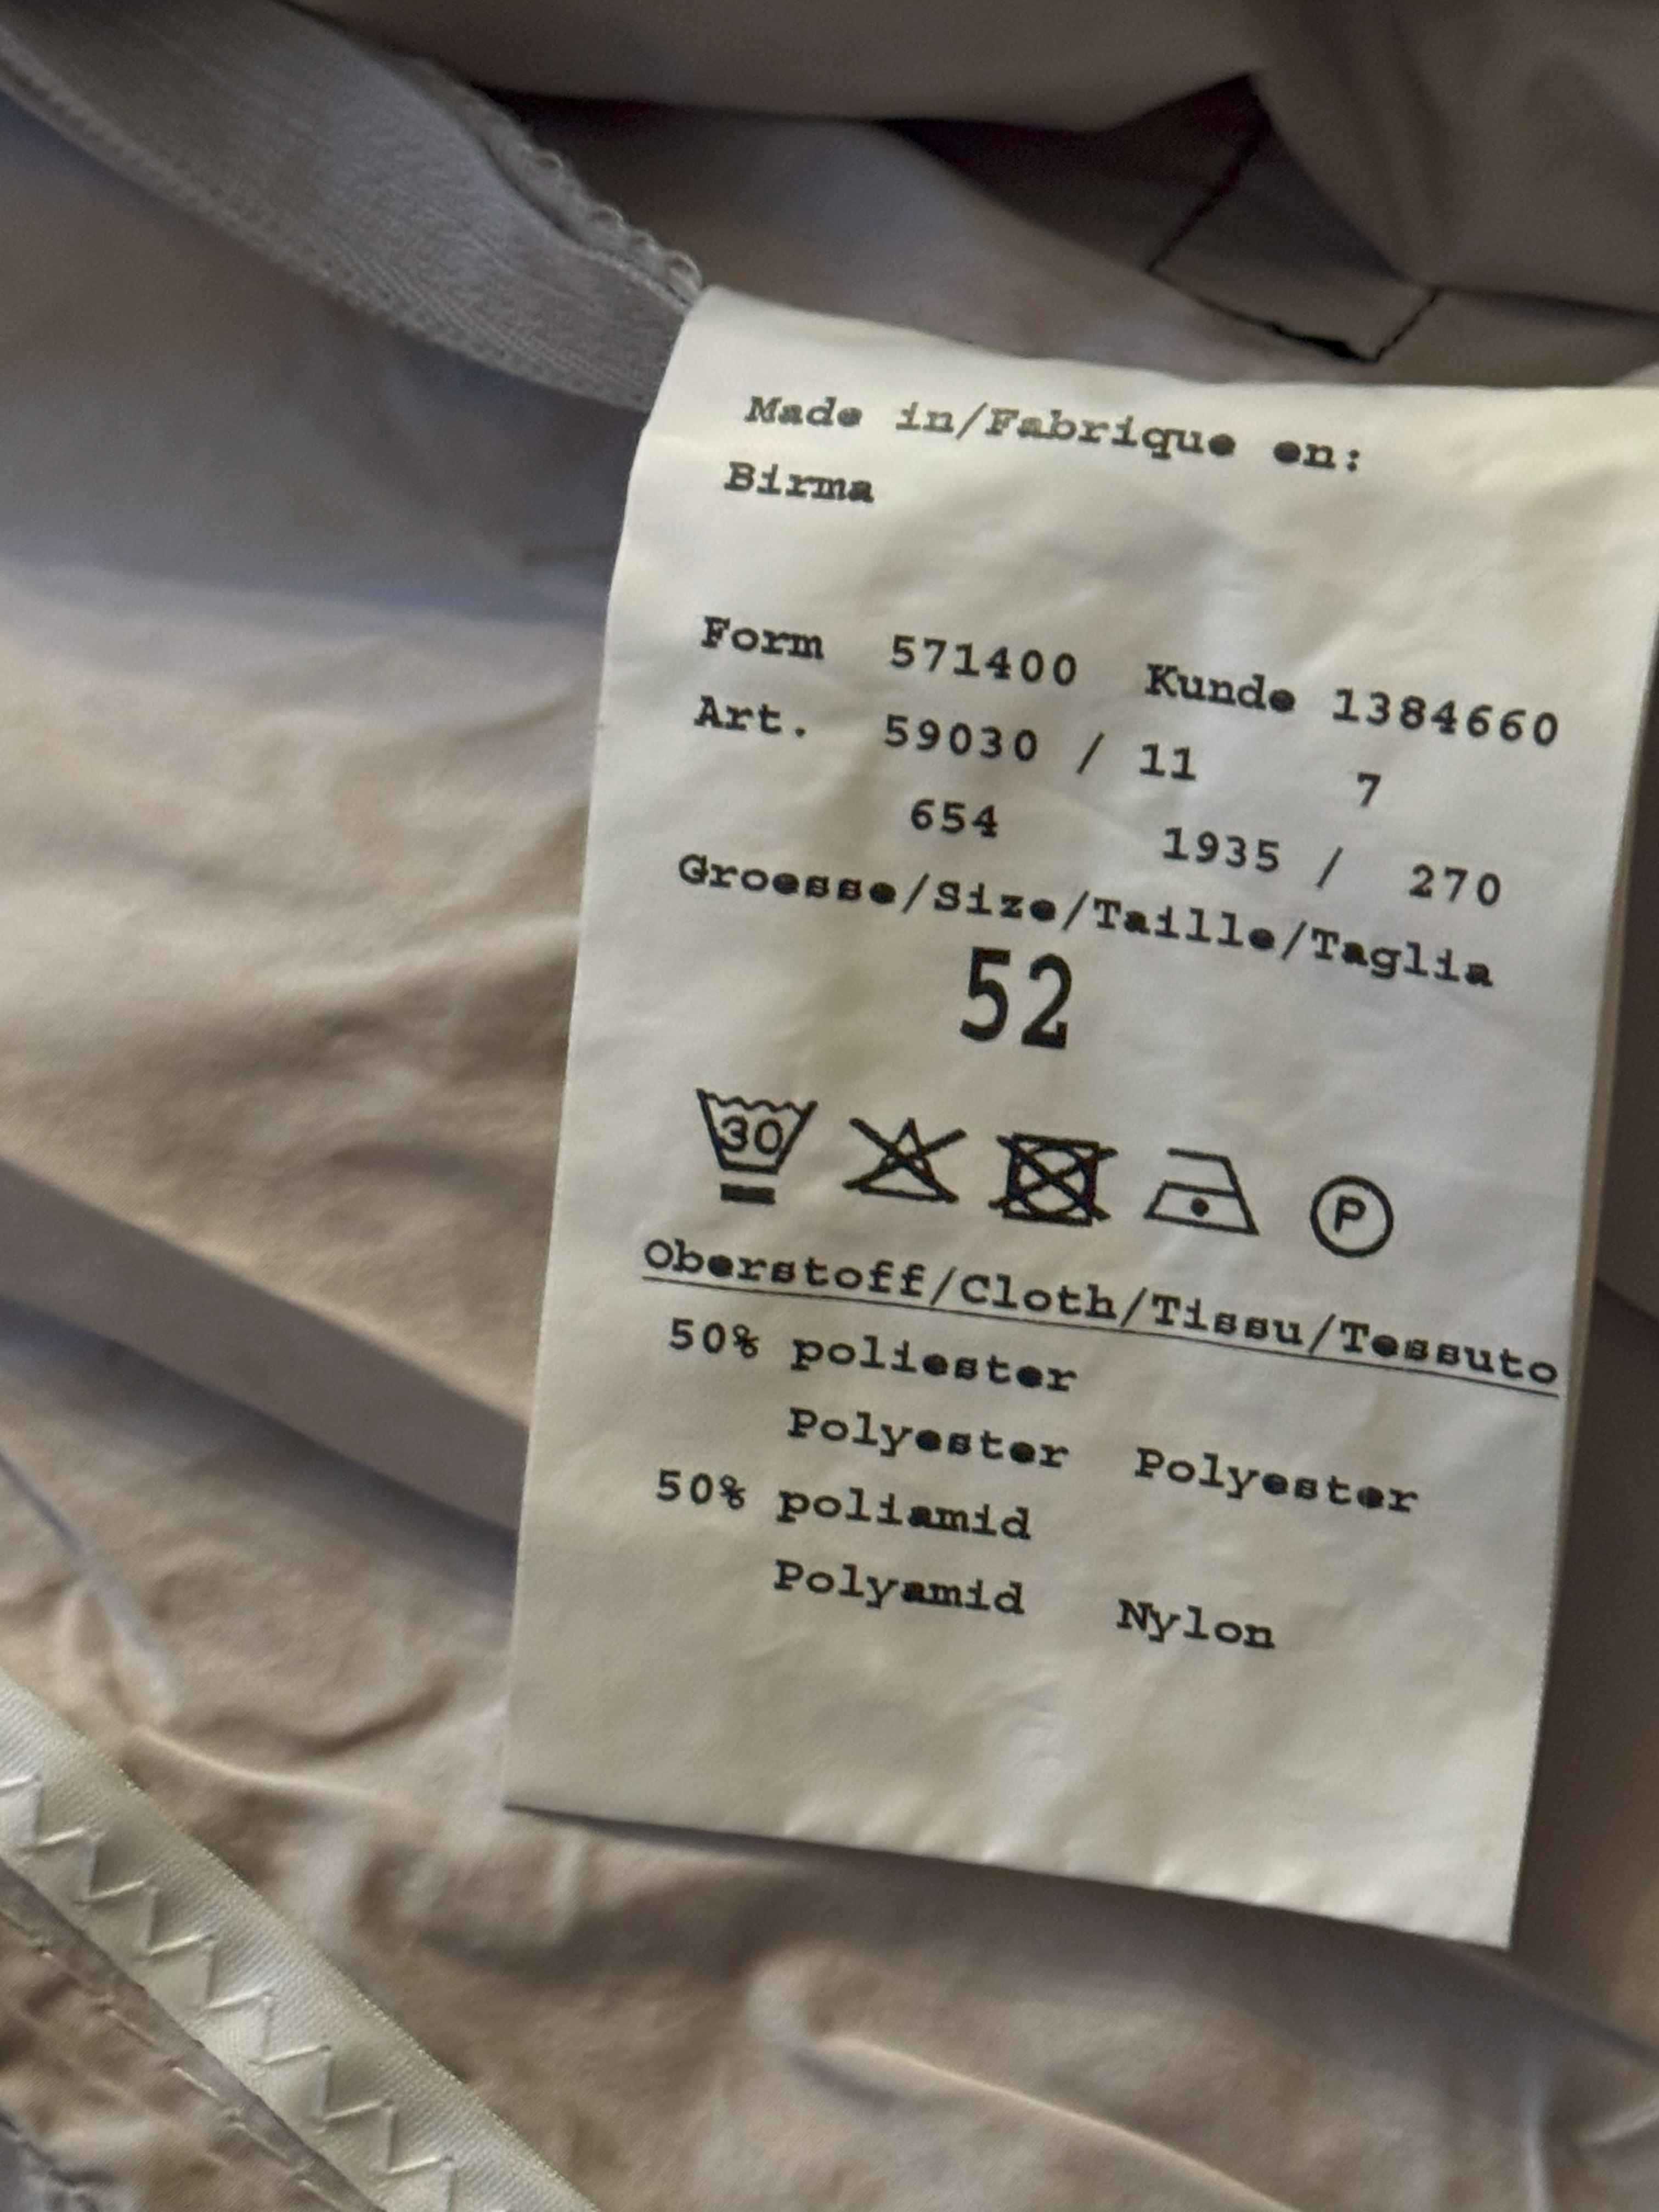 Made in/Fabrique en:
Birma
Form 571400 Kunde 1384660
Art. 59030 / 11 7
654 1935 / 270
Groesse/Size/Taille/Taglia
52
30 P
Oberstoff/Cloth/Tissu/Tessuto
50% poliester
Polyester Polyester
50% poliamid
Polyamid Nylon